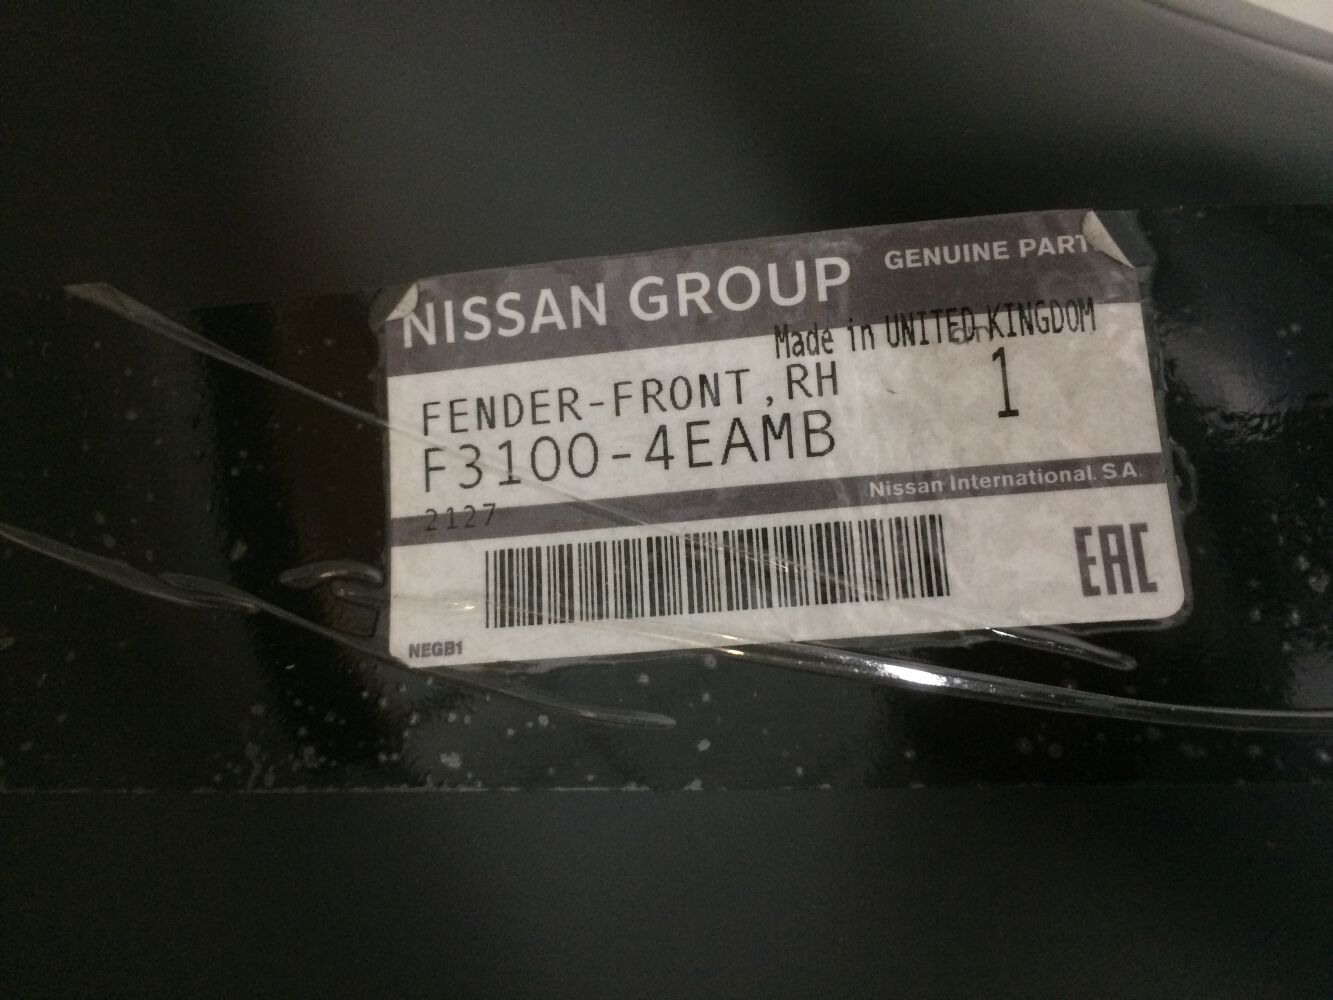 NISSAN GROUP
GENUINE PART
Made in UNITED KINGDOM
FENDER-FRONT,RH
1
F3100-4EAMB
Nissan International. S.A.
2127
EAC
NEGB1